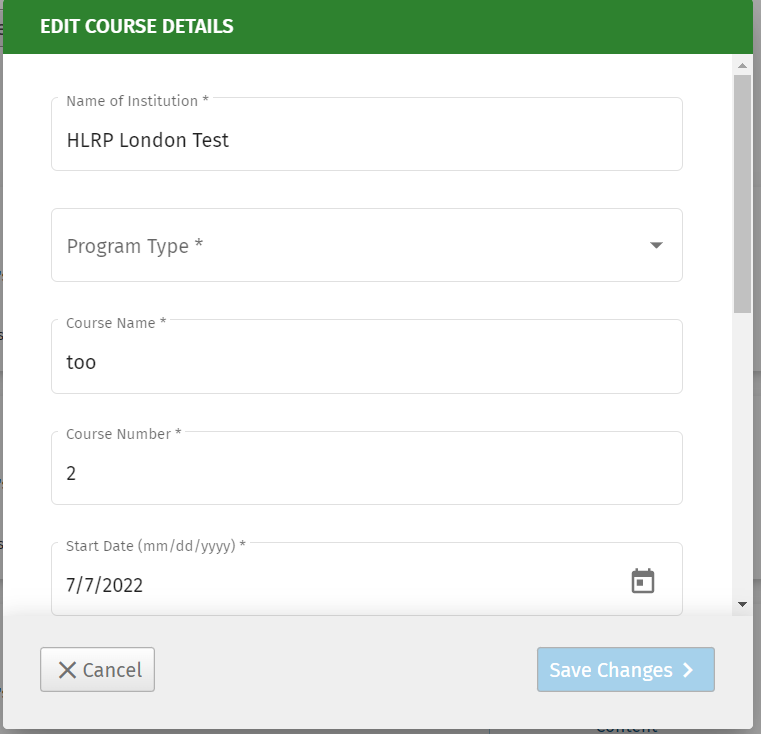 EDIT COURSE DETAILS
Name of Institution *
HLRP London Test
Program Type *
Course Name *
too
Course Number *
2
Start Date (mm/dd/yyyy) *
7/7/2022
Cancel
Save Changes